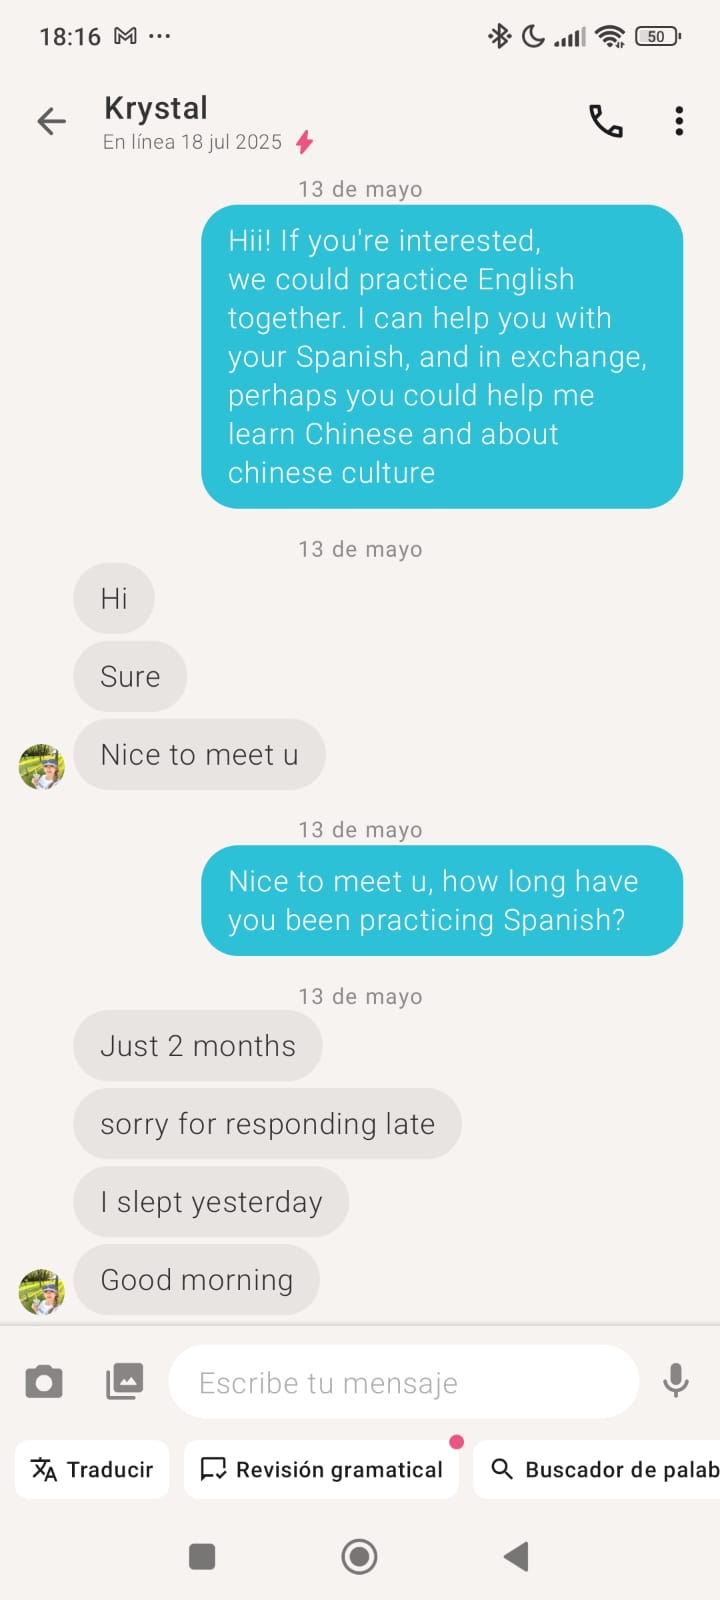 18:16
50
Krystal
En línea 18 jul 2025
13 de mayo
Hii! If you're interested,
we could practice English
together. I can help you with
your Spanish, and in exchange,
perhaps you could help me
learn Chinese and about
chinese culture
13 de mayo
Hi
Sure
Nice to meet u
13 de mayo
Nice to meet u, how long have
you been practicing Spanish?
13 de mayo
Just 2 months
sorry for responding late
I slept yesterday
Good morning
Escribe tu mensaje
Traducir
Revisión gramatical
Buscador de palab